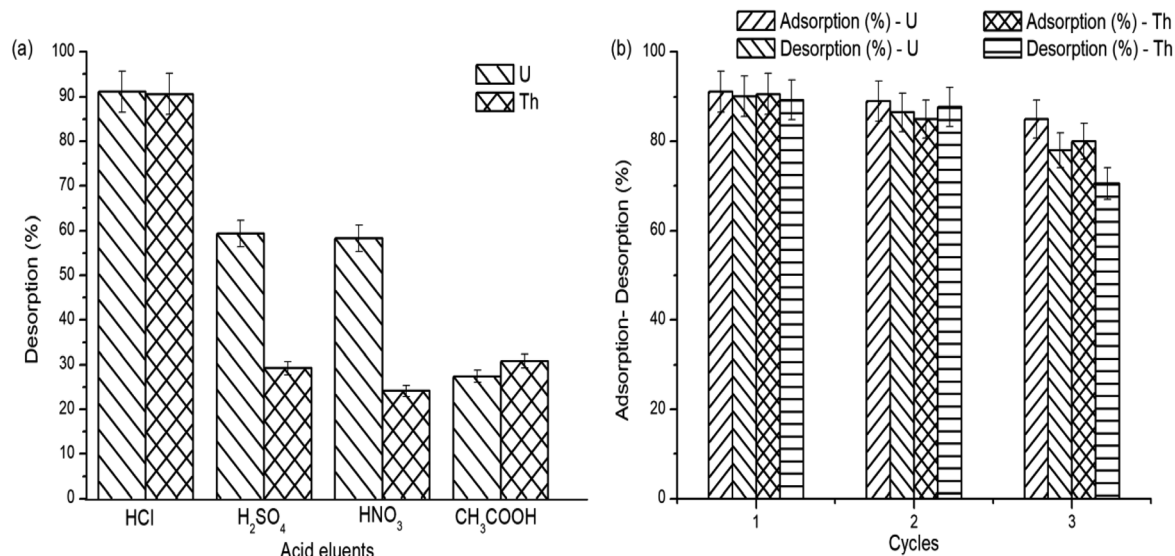 (a)
100
90
80
70
60
50
40
30
20
10
0
Desorption (%)
U
Th
HCl
H₂SO₄
HNO₃
CH₃COOH
Acid eluents
Adsorption (%) - U
Adsorption (%) - Th
Desorption (%) - U
Desorption (%) - Th
(b)
100
80
60
40
20
0
Adsorption- Desorption (%)
1
2
3
Cycles